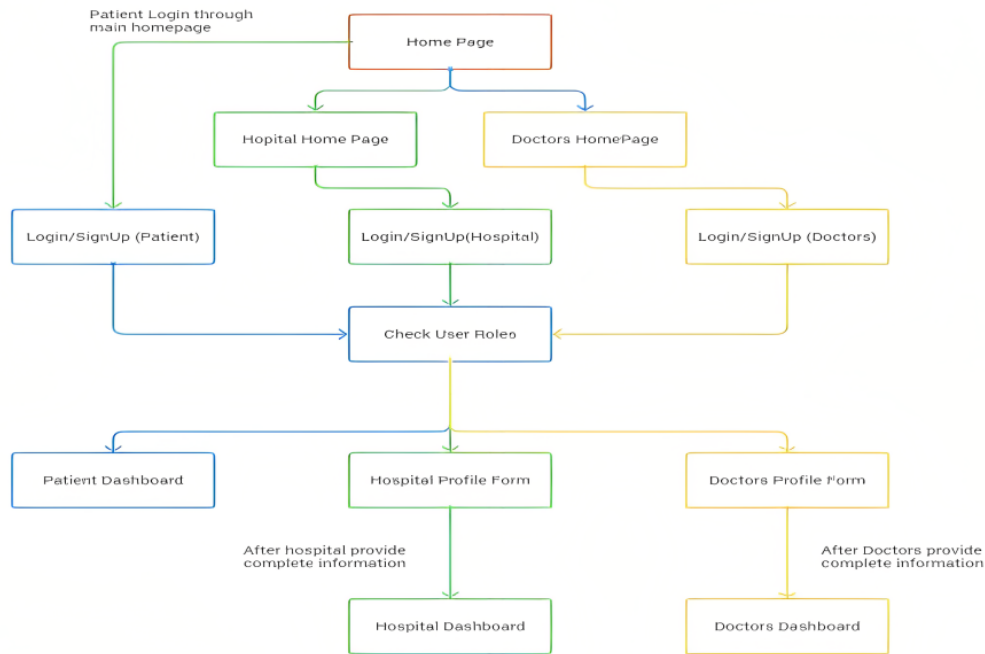 Patient Login through
main homepage
Home Page
Hopital Home Page
Doctors HomePage
Login/SignUp (Patient)
Login/SignUp(Hospital)
Login/SignUp (Doctors)
Check User Roles
Patient Dashboard
Hospital Profile Form
Doctors Profile Form
After hospital provide
complete information
After Doctors provide
complete information
Hospital Dashboard
Doctors Dashboard